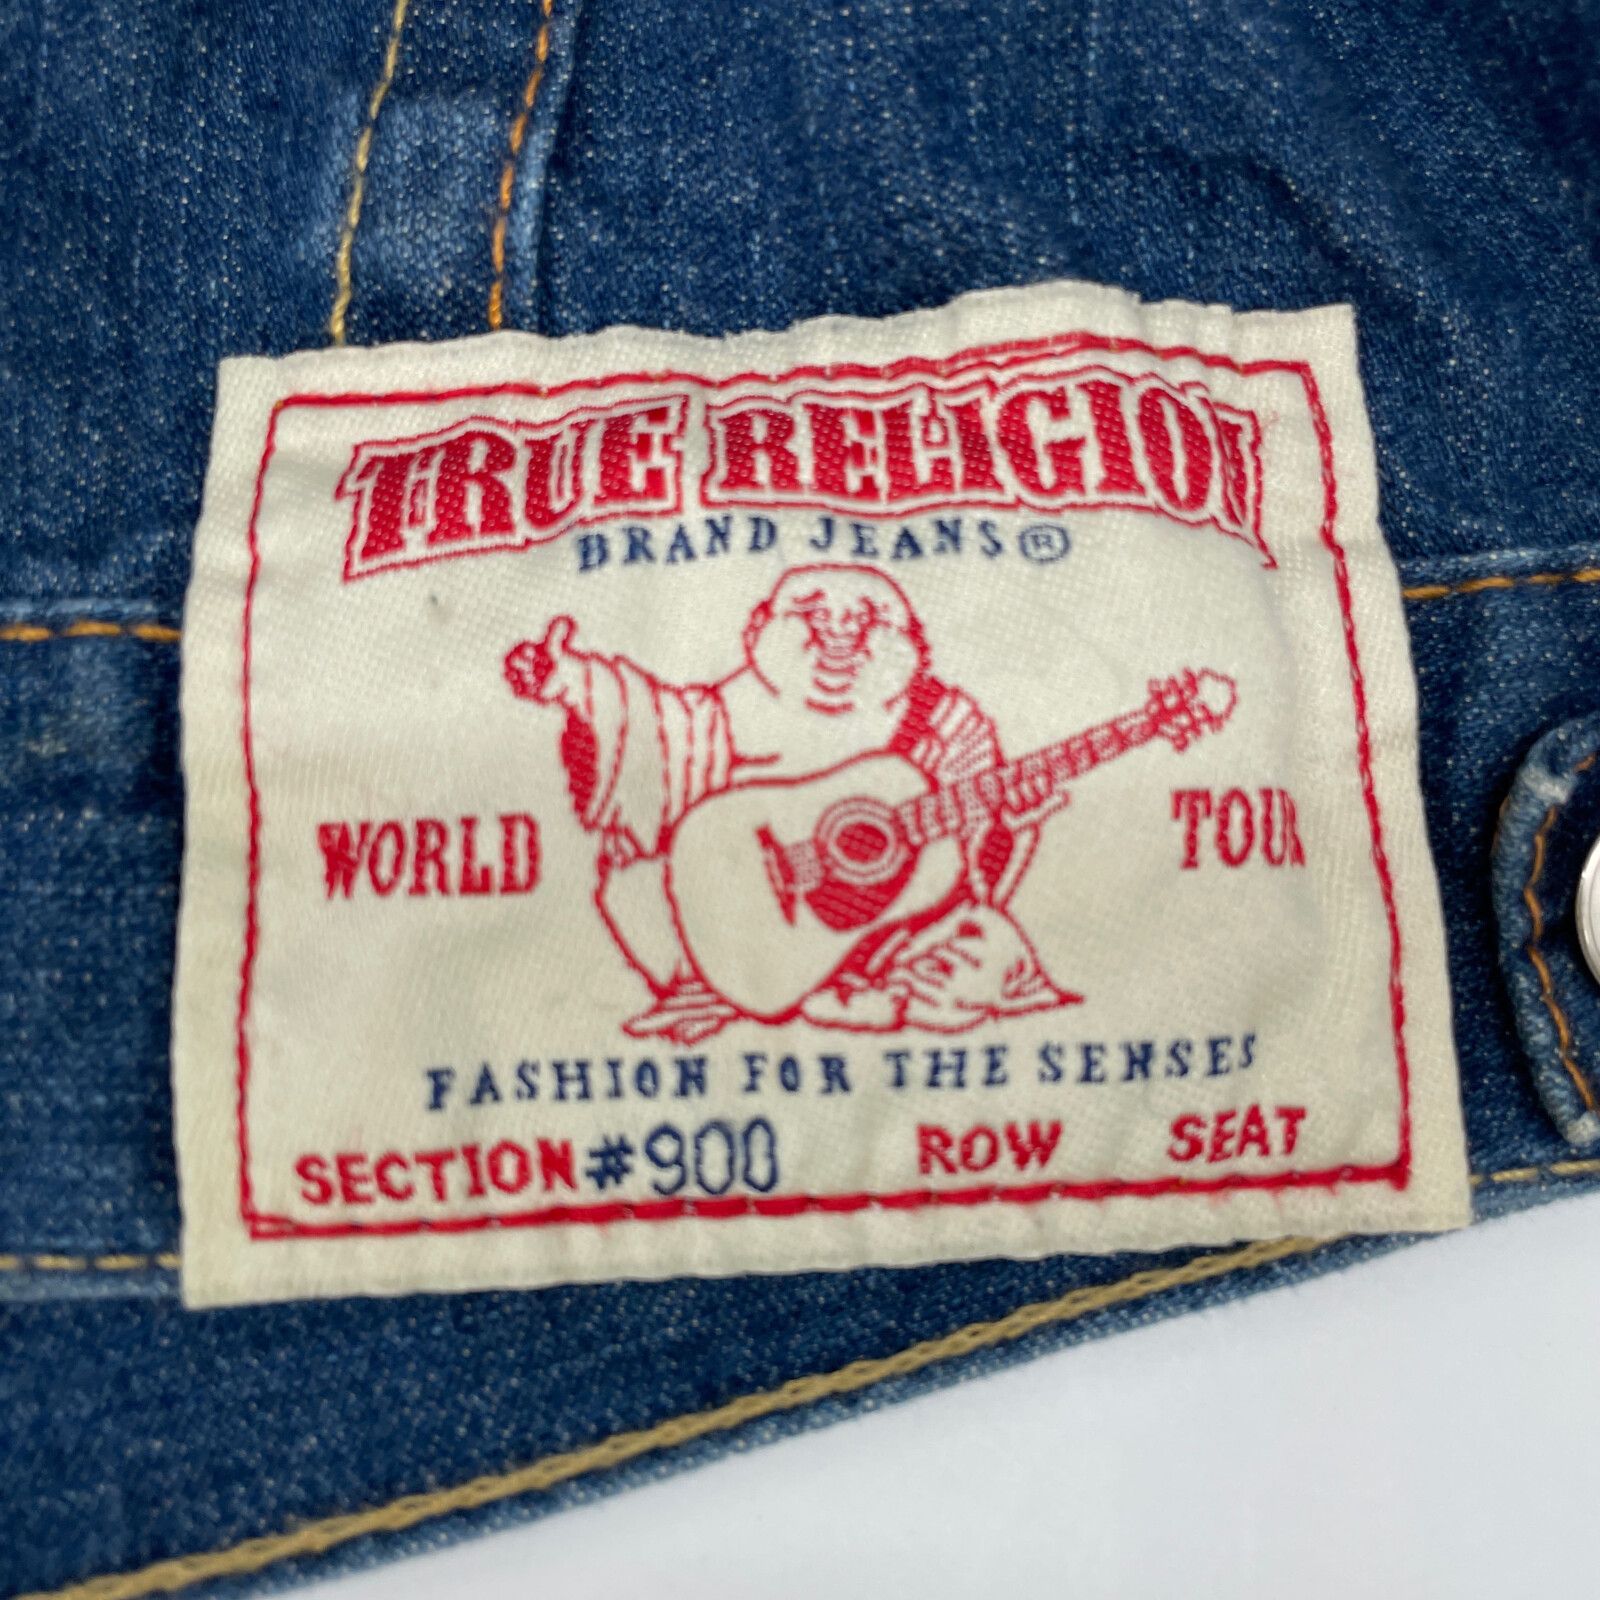 TRUE RELIGION
BRAND JEANS®
WORLD TOUR
FASHION FOR THE SENSES
SECTION #900 ROW SEAT